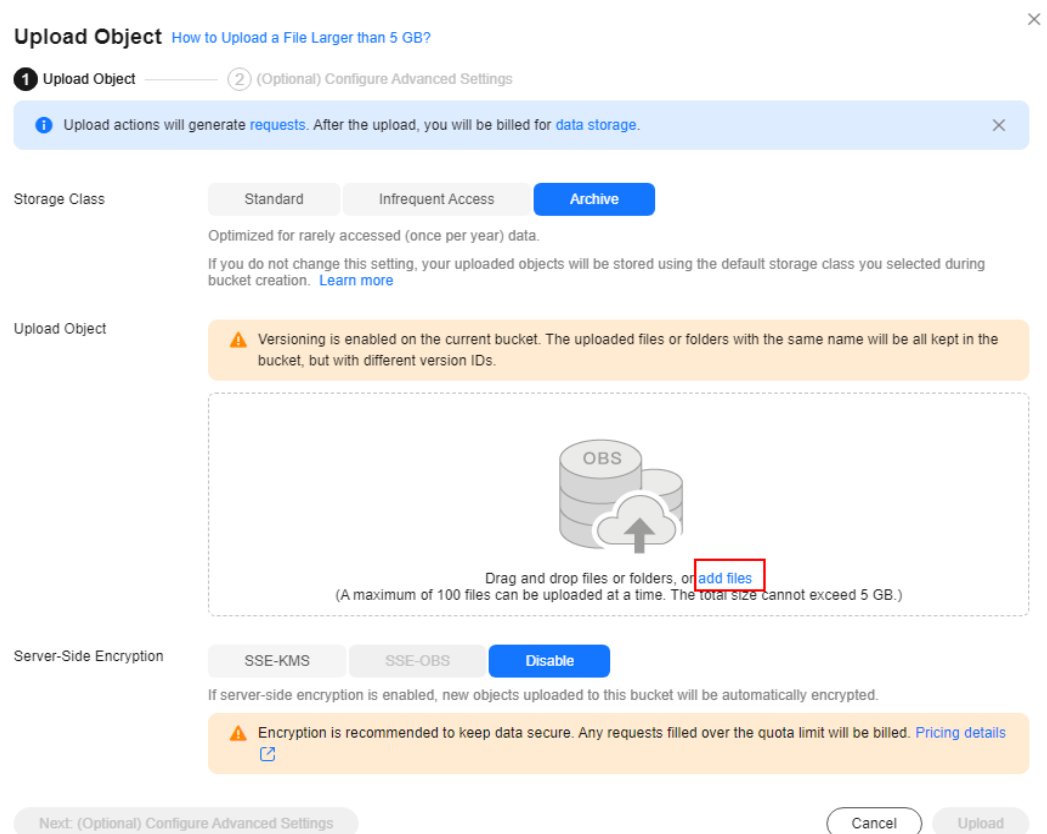 Upload Object How to Upload a File Larger than 5 GB?
1 Upload Object 2 (Optional) Configure Advanced Settings
Upload actions will generate requests. After the upload, you will be billed for data storage.
Storage Class Standard Infrequent Access Archive
Optimized for rarely accessed (once per year) data.
If you do not change this setting, your uploaded objects will be stored using the default storage class you selected during
bucket creation. Learn more
Upload Object
Versioning is enabled on the current bucket. The uploaded files or folders with the same name will be all kept in the
bucket, but with different version IDs.
OBS
Drag and drop files or folders, or add files
(A maximum of 100 files can be uploaded at a time. The total size cannot exceed 5 GB.)
Server-Side Encryption SSE-KMS SSE-OBS Disable
If server-side encryption is enabled, new objects uploaded to this bucket will be automatically encrypted.
Encryption is recommended to keep data secure. Any requests filled over the quota limit will be billed. Pricing details
Next: (Optional) Configure Advanced Settings Cancel Upload